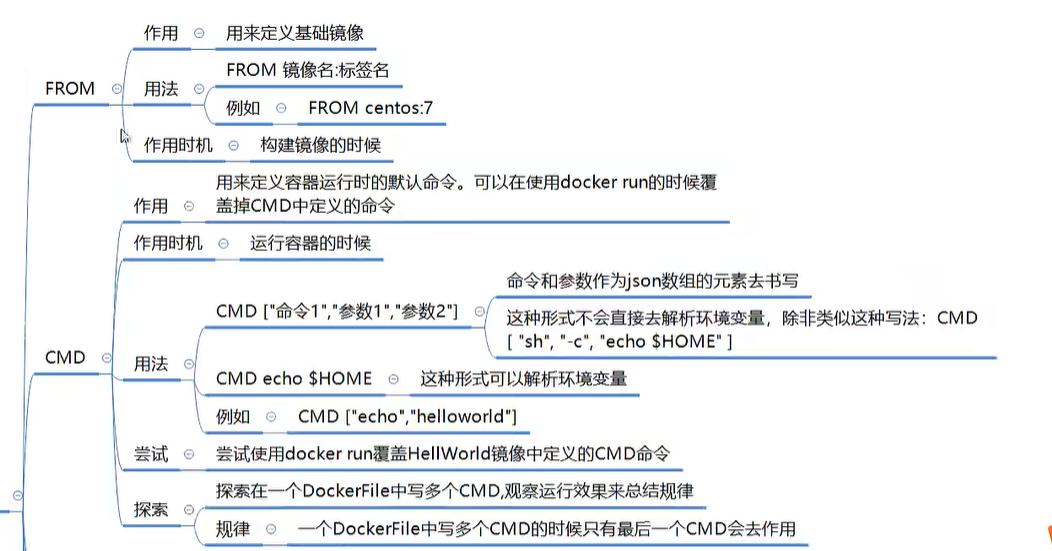 FROM
作用
用来定义基础镜像
用法
FROM 镜像名:标签名
例如
FROM centos:7
作用时机
构建镜像的时候
CMD
作用
用来定义容器运行时的默认命令。可以在使用docker run的时候覆
盖掉CMD中定义的命令
作用时机
运行容器的时候
用法
CMD ["命令1","参数1","参数2"]
命令和参数作为json数组的元素去书写
这种形式不会直接去解析环境变量，除非类似这种写法：CMD
[ "sh", "-c", "echo $HOME" ]
CMD echo $HOME
这种形式可以解析环境变量
例如
CMD ["echo","helloworld"]
尝试
尝试使用docker run覆盖HellWorld镜像中定义的CMD命令
探索
探索在一个DockerFile中写多个CMD,观察运行效果来总结规律
规律
一个DockerFile中写多个CMD的时候只有最后一个CMD会去作用